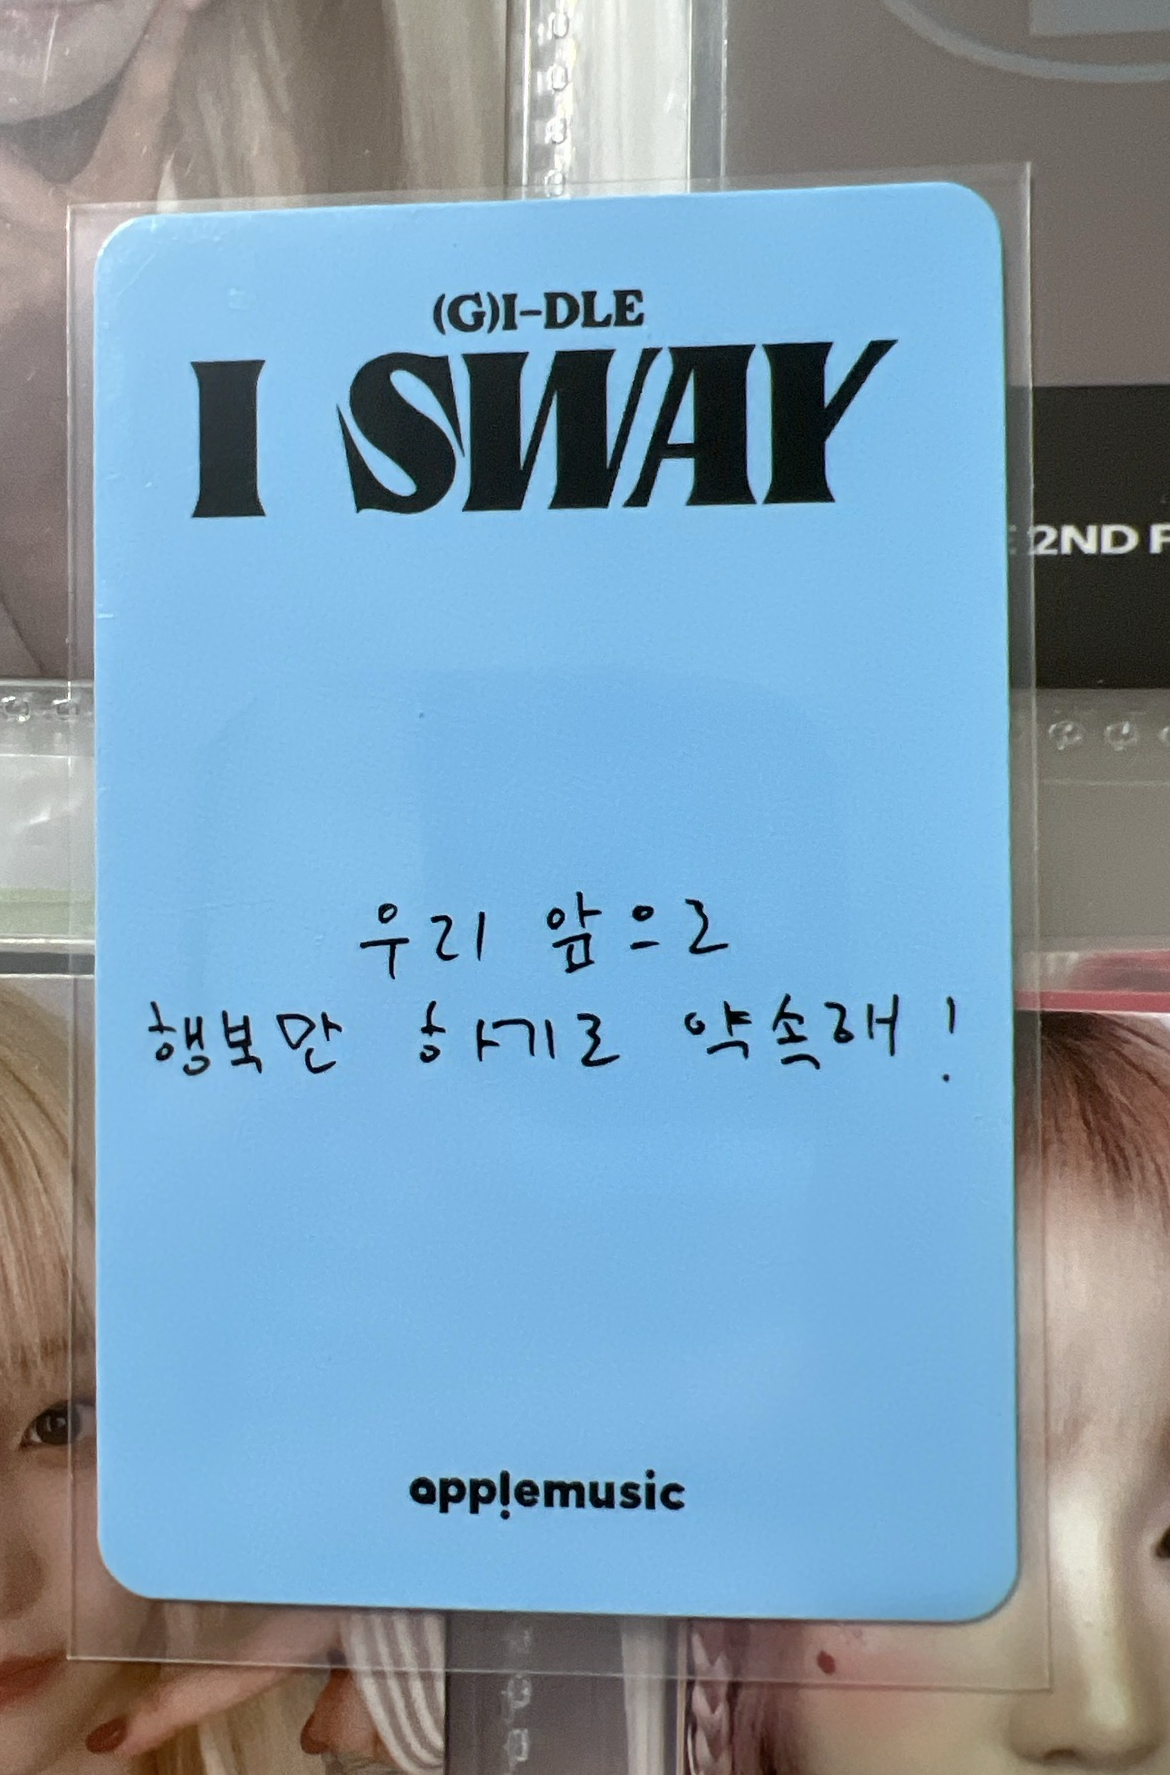 (G)I-DLE
I SWAY
2ND
우리 앞으로
행복만 하기로 약속해!
applemusic